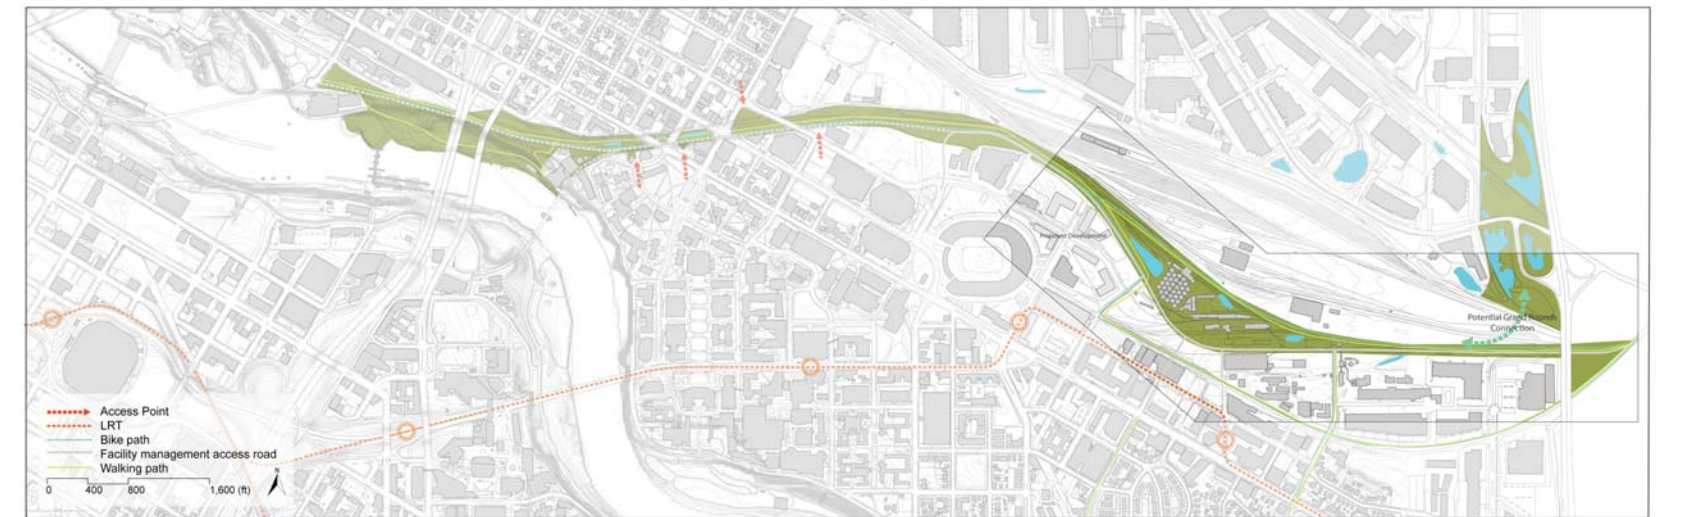 Proposed Development
Potential Grand Rounds
Connection
Access Point
LRT
Bike path
Facility management access road
Walking path
N
0 400 800 1,600 (ft)